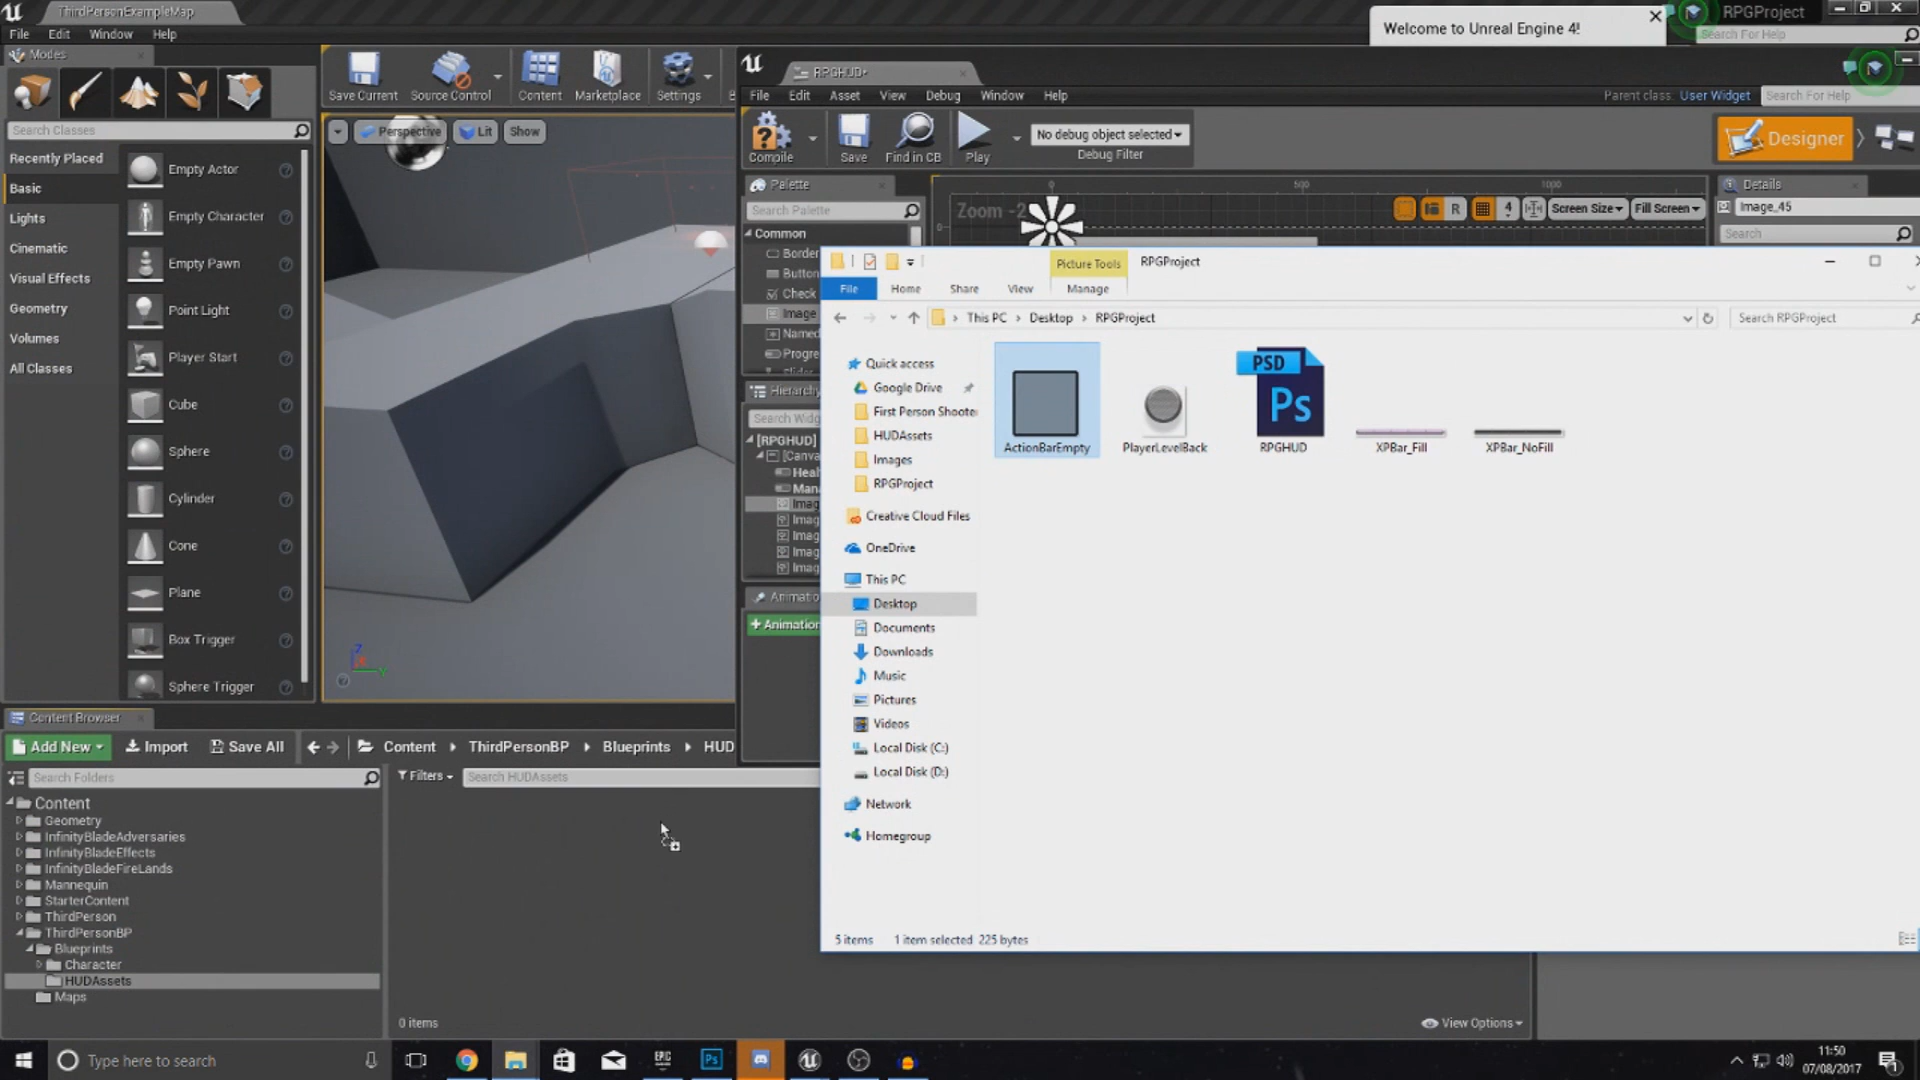 ThirdPersonExampleMap
Welcome to Unreal Engine 4!
RPGProject
File Edit Window Help
Search For Help
Modes
Save Current
Source Control
Content
Marketplace
Settings
RPGHUD*
File Edit Asset View Debug Window Help
Parent class: User Widget
Search For Help
Search Classes
Perspective
Lit
Show
Compile
Save
Find in CB
Play
No debug object selected
Debug Filter
Designer
Recently Placed
Basic
Lights
Cinematic
Visual Effects
Geometry
Volumes
All Classes
Empty Actor
Empty Character
Empty Pawn
Point Light
Player Start
Cube
Sphere
Cylinder
Cone
Plane
Box Trigger
Sphere Trigger
Palette
Search Palette
Common
Border
Button
Check
Image
Named
Progre
Zoom -2
0
500
1000
R
4
Screen Size
Fill Screen
Details
Image_45
Search
Hierarchy
Search Widg
[RPGHUD]
[Canva
Heal
Man
Imag
Imag
Imag
Imag
Imag
Animatio
Animation
Picture Tools
RPGProject
File
Home
Share
View
Manage
This PC
Desktop
RPGProject
Search RPGProject
Quick access
Google Drive
First Person Shooter
HUDAssets
Images
RPGProject
Creative Cloud Files
OneDrive
This PC
Desktop
Documents
Downloads
Music
Pictures
Videos
Local Disk (C:)
Local Disk (D:)
Network
Homegroup
PSD
Ps
ActionBarEmpty
PlayerLevelBack
RPGHUD
XPBar_Fill
XPBar_NoFill
5 items
1 item selected 225 bytes
Content Browser
Add New
Import
Save All
Content
ThirdPersonBP
Blueprints
HUD
Search Folders
Filters
Search HUDAssets
Content
Geometry
InfinityBladeAdversaries
InfinityBladeEffects
InfinityBladeFireLands
Mannequin
StarterContent
ThirdPerson
ThirdPersonBP
Blueprints
Character
HUDAssets
Maps
0 items
View Options
Type here to search
EPIC
Ps
11:50
07/08/2017